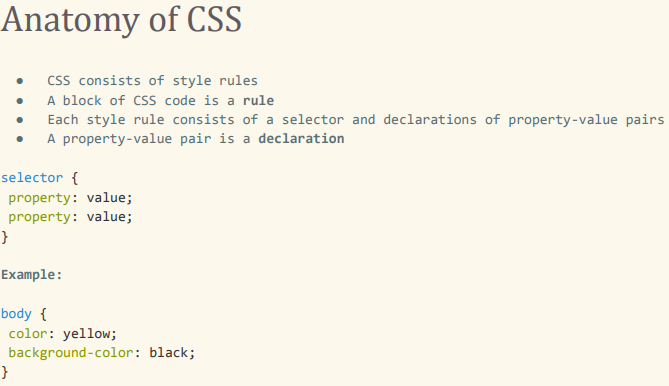 Anatomy of CSS
● CSS consists of style rules
● A block of CSS code is a rule
● Each style rule consists of a selector and declarations of property-value pairs
● A property-value pair is a declaration
selector {
 property: value;
 property: value;
}
Example:
body {
 color: yellow;
 background-color: black;
}